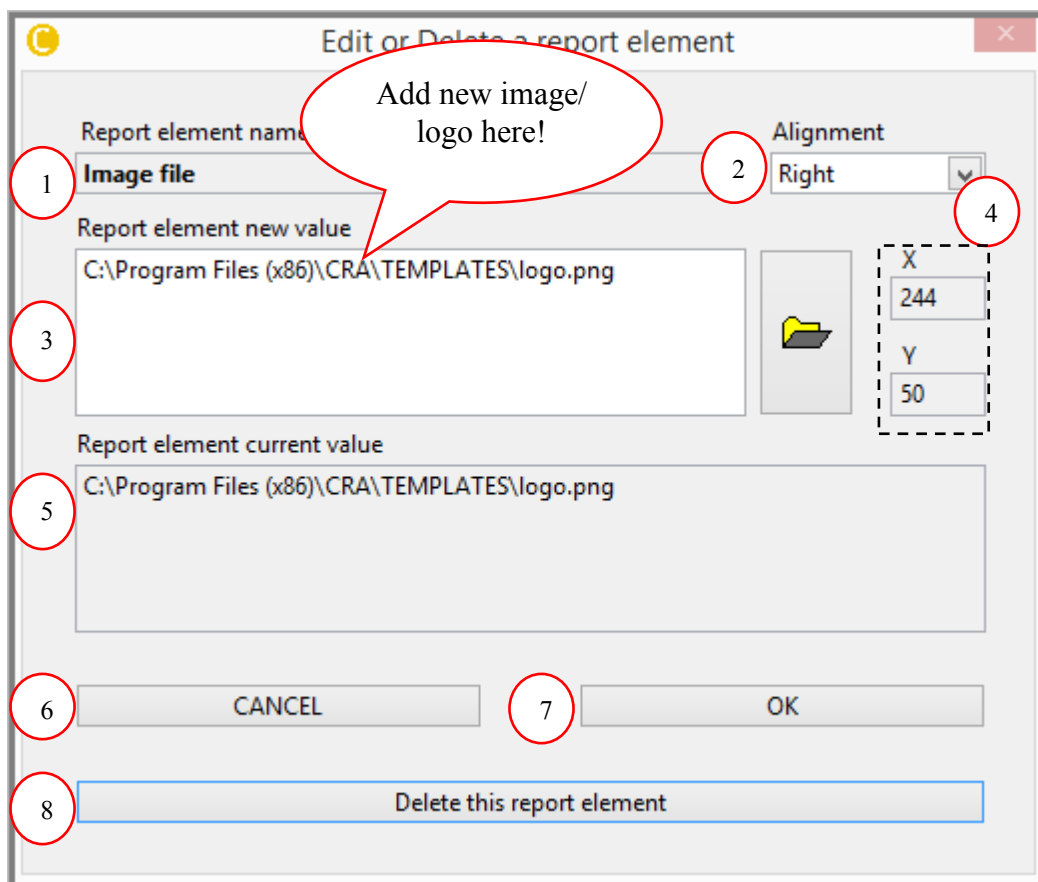 Edit or Delete a report element
Add new image/
logo here!
Report element name
Alignment
1
Image file
2
Right
4
Report element new value
C:\Program Files (x86)\CRA\TEMPLATES\logo.png
X
244
3
Y
50
Report element current value
C:\Program Files (x86)\CRA\TEMPLATES\logo.png
5
6
CANCEL
7
OK
8
Delete this report element